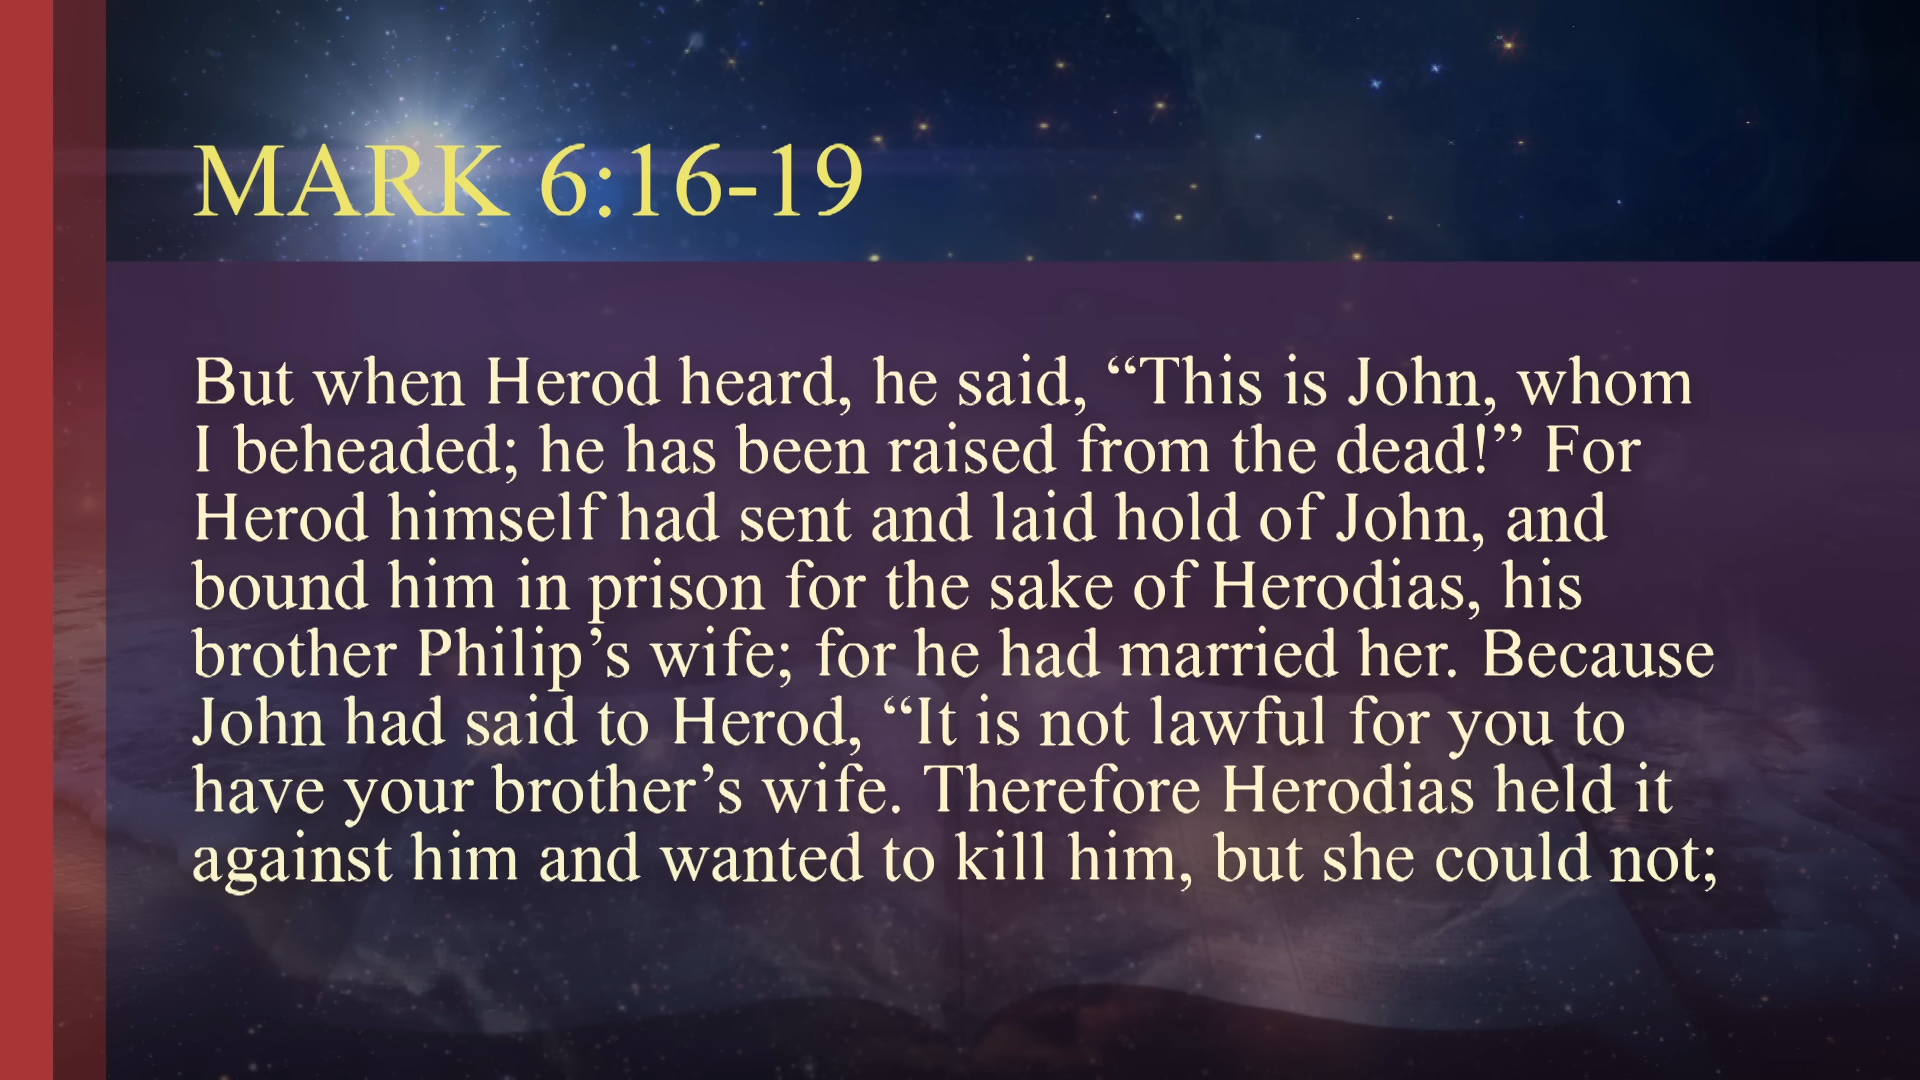 MARK 6:16-19
But when Herod heard, he said, “This is John, whom
I beheaded; he has been raised from the dead!” For
Herod himself had sent and laid hold of John, and
bound him in prison for the sake of Herodias, his
brother Philip’s wife; for he had married her. Because
John had said to Herod, “It is not lawful for you to
have your brother’s wife. Therefore Herodias held it
against him and wanted to kill him, but she could not;